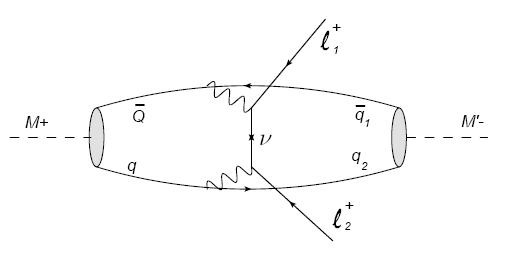 ℓ₁⁺
M+
Q̄
q̄₁
M'-
ν
q
q₂
ℓ₂⁺